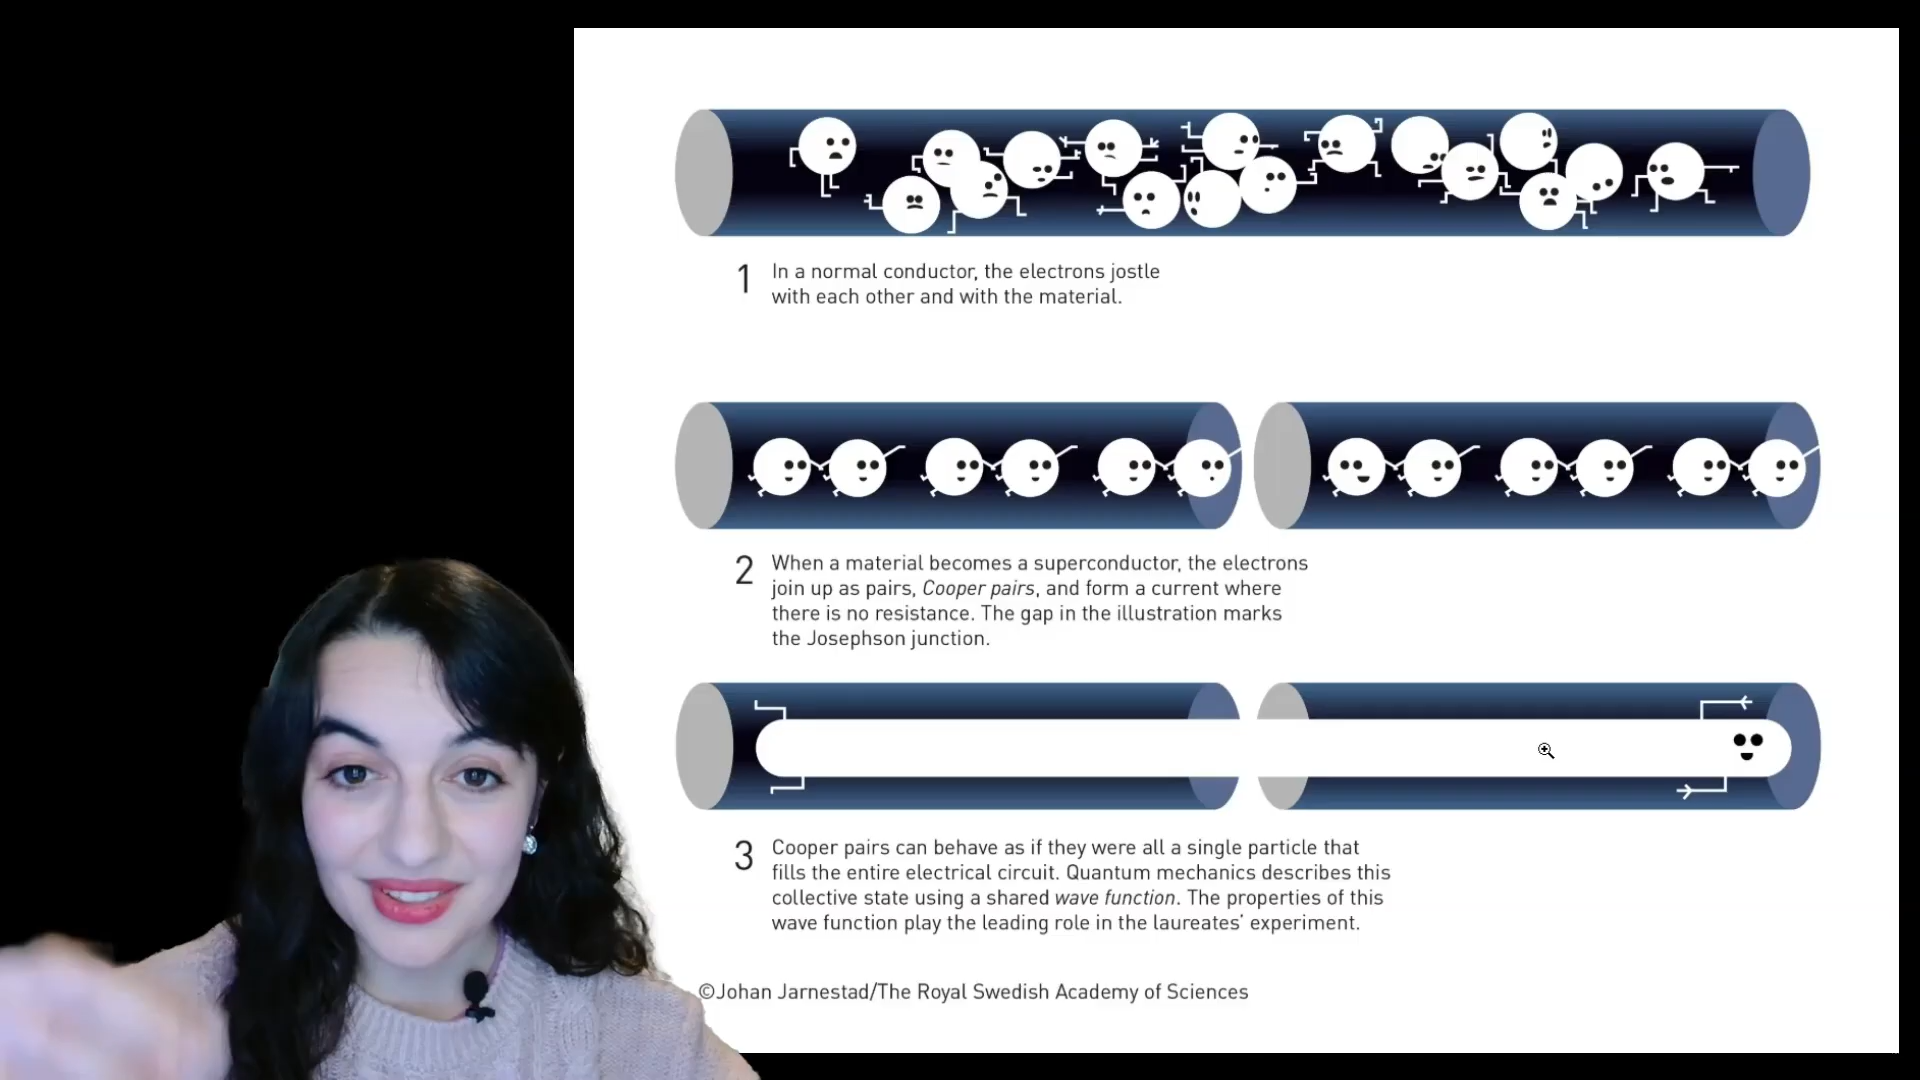 1 In a normal conductor, the electrons jostle
with each other and with the material.
2 When a material becomes a superconductor, the electrons
join up as pairs, Cooper pairs, and form a current where
there is no resistance. The gap in the illustration marks
the Josephson junction.
3 Cooper pairs can behave as if they were all a single particle that
fills the entire electrical circuit. Quantum mechanics describes this
collective state using a shared wave function. The properties of this
wave function play the leading role in the laureates’ experiment.
©Johan Jarnestad/The Royal Swedish Academy of Sciences